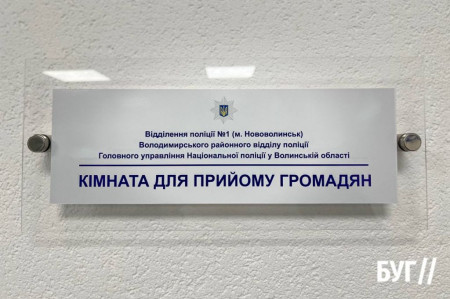 Відділення поліції №1 (м. Нововолинськ)
Володимирського районного відділу поліції
Головного управління Національної поліції у Волинській області
КІМНАТА ДЛЯ ПРИЙОМУ ГРОМАДЯН
БУГ//